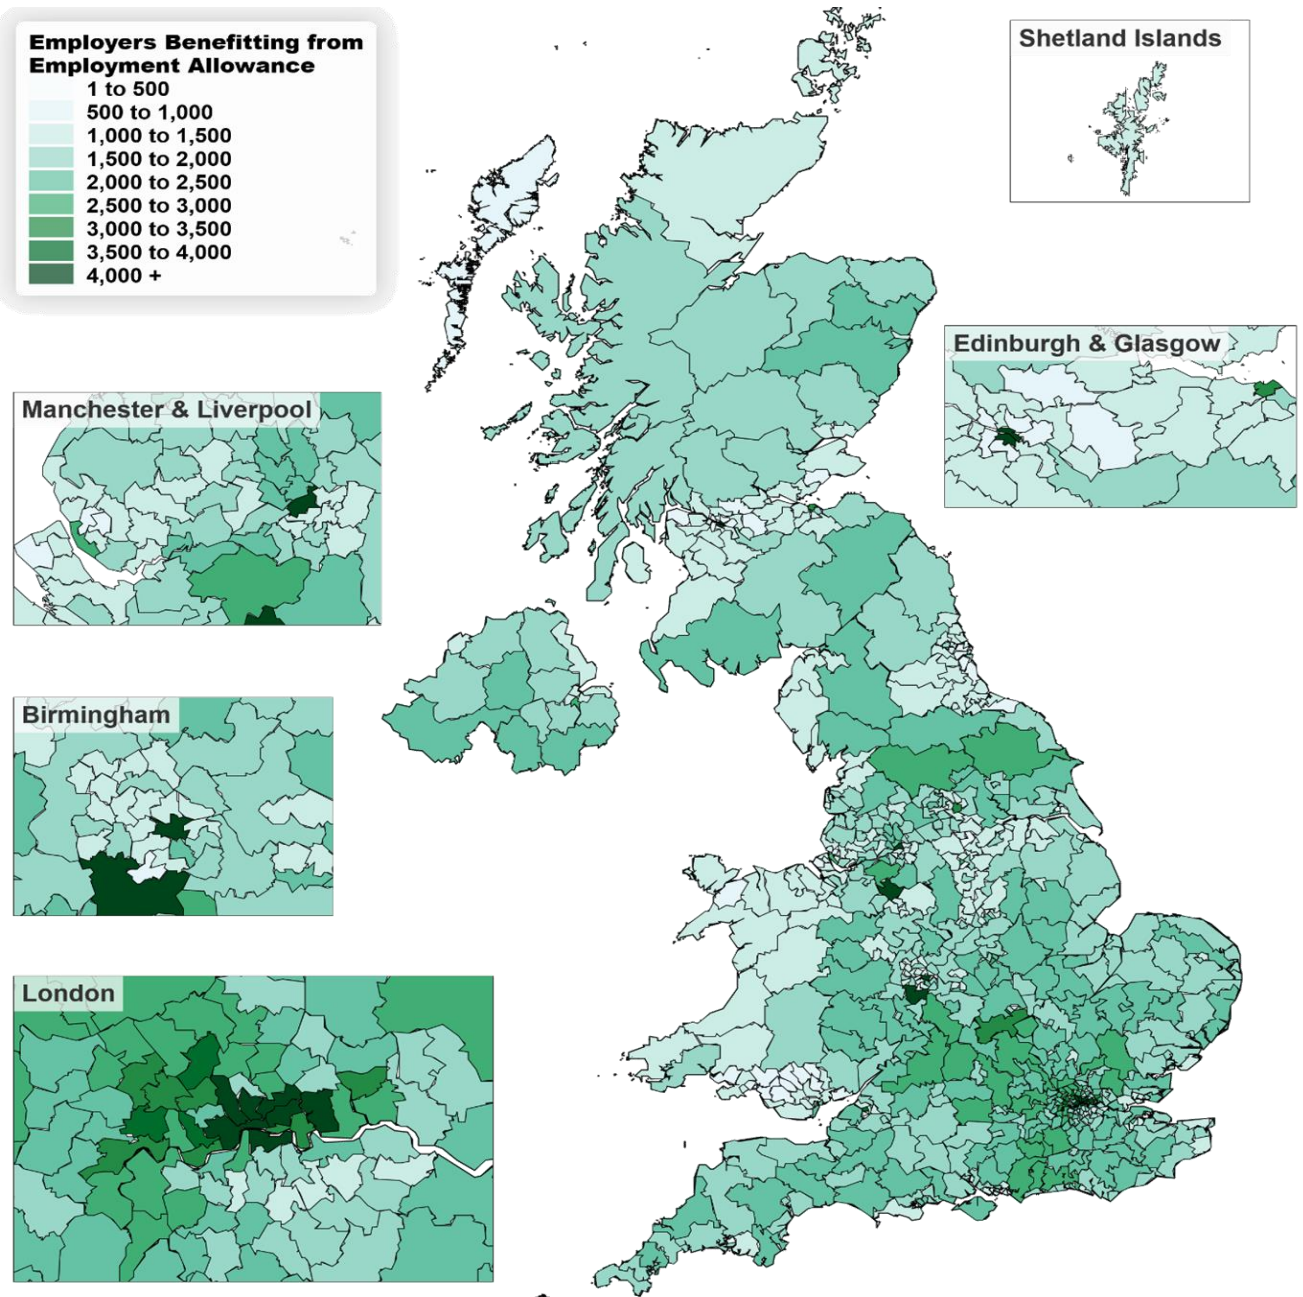 Employers Benefitting from
Employment Allowance
1 to 500
500 to 1,000
1,000 to 1,500
1,500 to 2,000
2,000 to 2,500
2,500 to 3,000
3,000 to 3,500
3,500 to 4,000
4,000 +
Shetland Islands
Edinburgh & Glasgow
Manchester & Liverpool
Birmingham
London